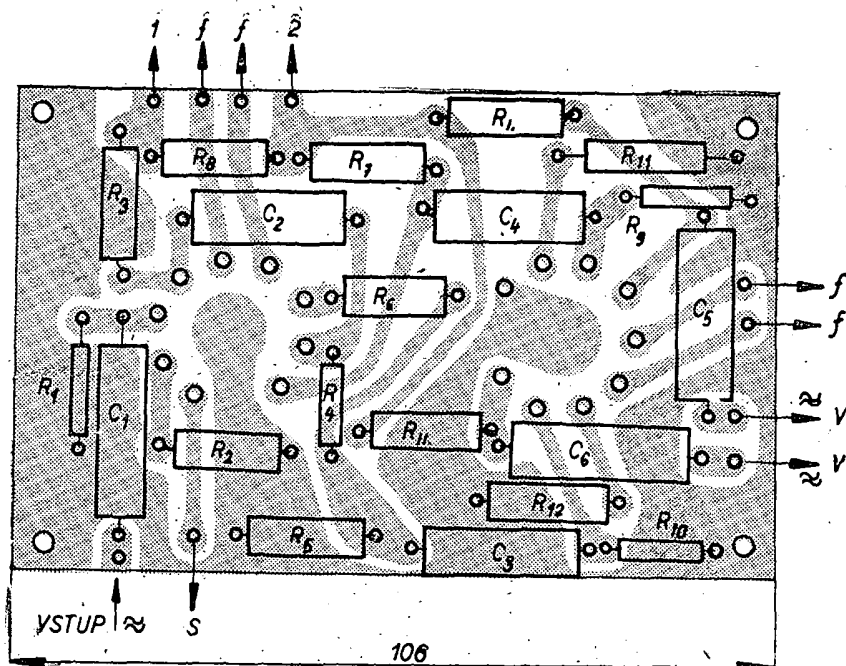 1 f f 2
R1.
R8 R7 R11
R3 C2 C4 R9
R6 C5 f
f
R1 C1 R4
V
R2 R11. C6 V
R12
R5 C3 R10
VSTUP S
106